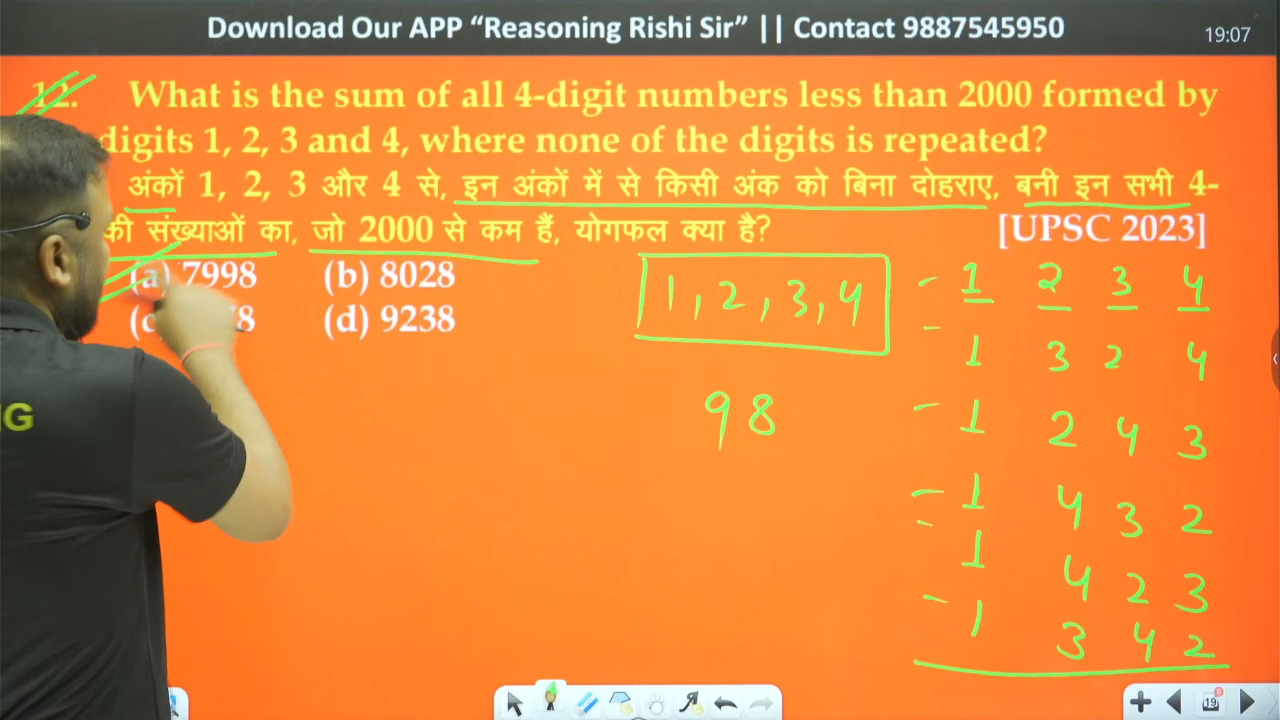 Download Our APP “Reasoning Rishi Sir” || Contact 9887545950
19:07
12. What is the sum of all 4-digit numbers less than 2000 formed by
digits 1, 2, 3 and 4, where none of the digits is repeated?
अंकों 1, 2, 3 और 4 से, इन अंकों में से किसी अंक को बिना दोहराए, बनी इन सभी 4-
की संख्याओं का, जो 2000 से कम हैं, योगफल क्या है? [UPSC 2023]
(a) 7998 (b) 8028
(d) 9238
1, 2, 3, 4
98
- 1 2 3 4
- 1 3 2 4
- 1 2 4 3
- 1 4 3 2
- 1 4 2 3
- 1 3 4 2
NG
19